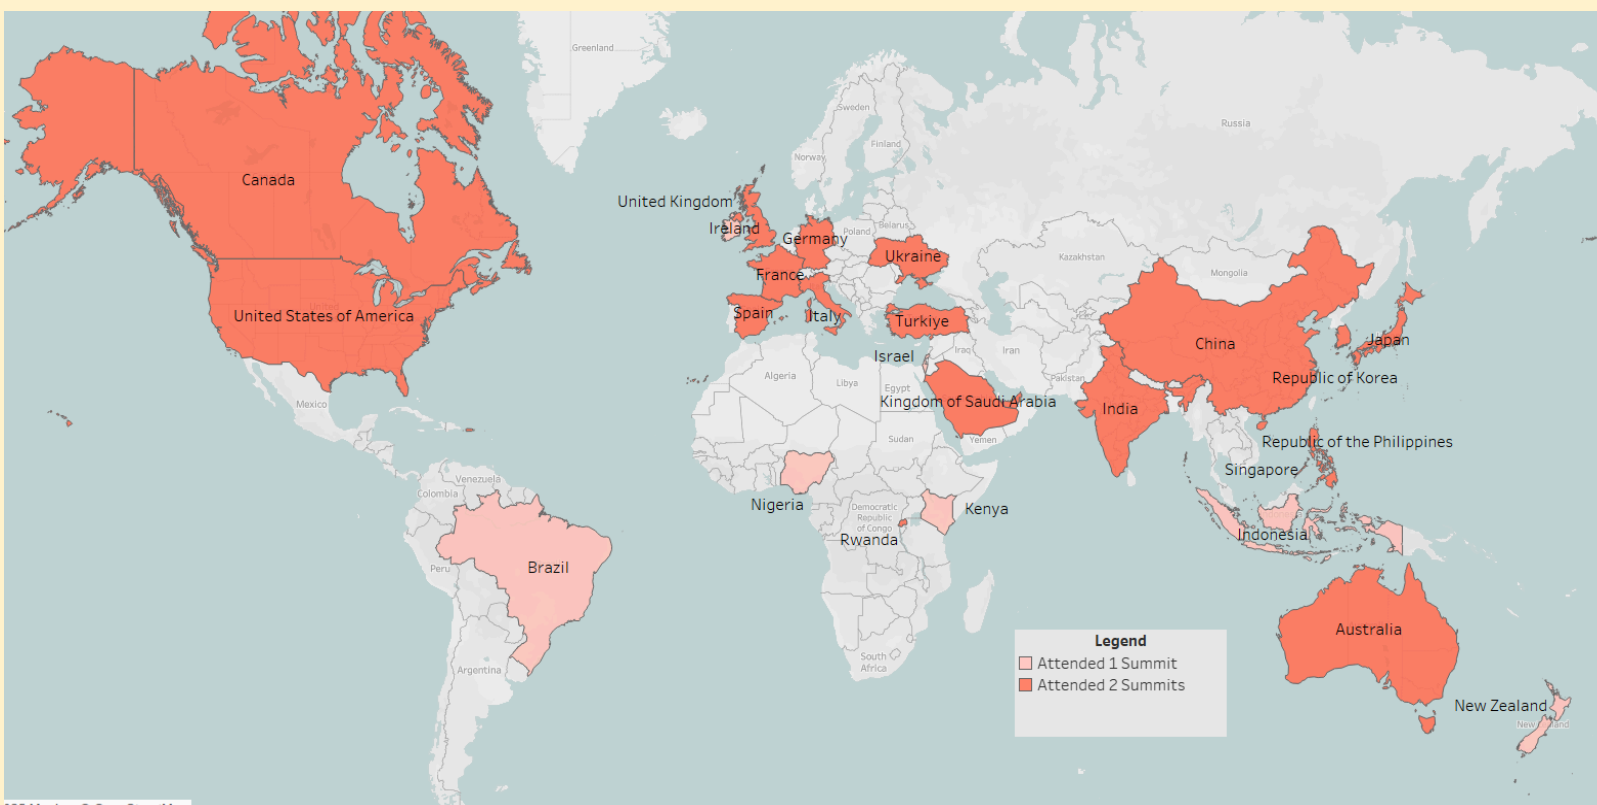 Greenland
Sweden
Russia
Finland
Norway
Canada
United Kingdom
Ireland
Germany
Poland
Belarus
Ukraine
France
Kazakhstan
Mongolia
Spain
Italy
Turkiye
United States of America
China
Japan
Israel
Iraq
Iran
Algeria
Libya
Egypt
Pakistan
Republic of Korea
Mexico
Kingdom of Saudi Arabia
India
Sudan
Yemen
Republic of the Philippines
Singapore
Venezuela
Colombia
Nigeria
Democratic
Republic
of Congo
Kenya
Rwanda
Indonesia
Brazil
Peru
Australia
South
Africa
Argentina
Legend
Attended 1 Summit
Attended 2 Summits
New Zealand